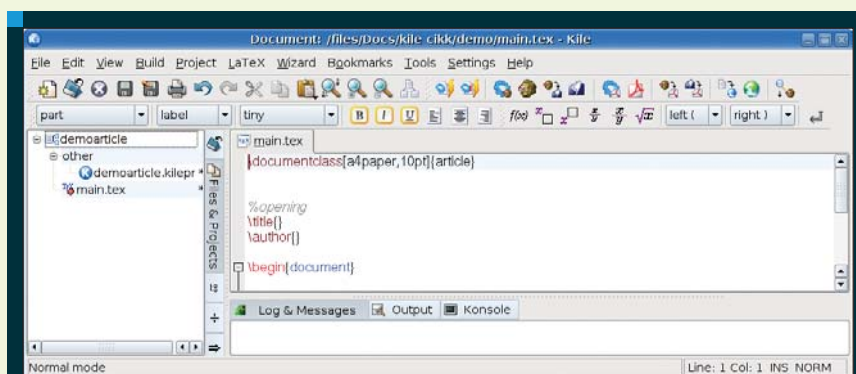 Document: /files/Docs/kile cikk/demo/main.tex - Kile
File Edit View Build Project LaTeX Wizard Bookmarks Tools Settings Help
part label tiny B I U f(x) left ( right )
demoarticle
other
demoarticle.kilepr *
main.tex *
Files & Projects
main.tex
\documentclass[a4paper,10pt]{article}
%opening
\title{}
\author{}
\begin{document}
Log & Messages Output Konsole
Normal mode Line: 1 Col: 1 INS NORM